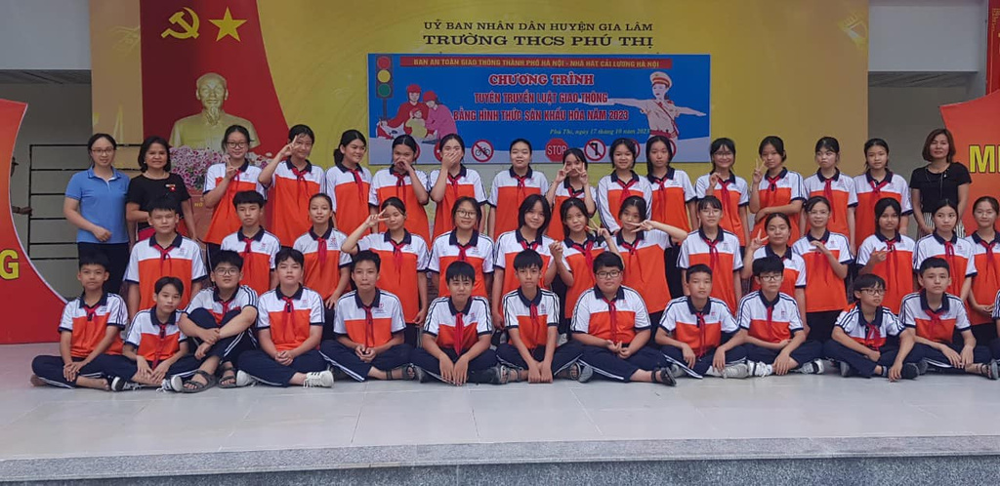 UỶ BAN NHÂN DÂN HUYỆN GIA LÂM
TRƯỜNG THCS PHÚ THỊ
BAN AN TOÀN GIAO THÔNG THÀNH PHỐ HÀ NỘI - NHÀ HÁT CẢI LƯƠNG HÀ NỘI
CHƯƠNG TRÌNH
TUYÊN TRUYỀN LUẬT GIAO THÔNG
BẰNG HÌNH THỨC SÂN KHẤU HÓA NĂM 2023
Phú Thị, ngày 17 tháng 10 năm 2023
STOP